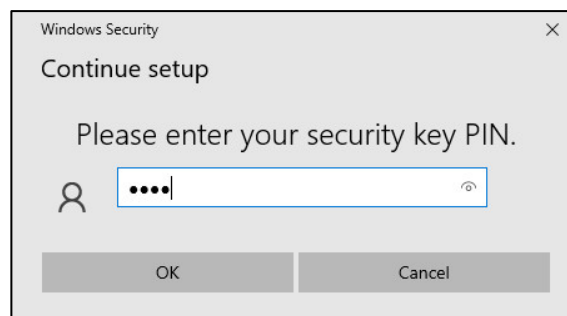 Windows Security
Continue setup
Please enter your security key PIN.
••••
OK Cancel